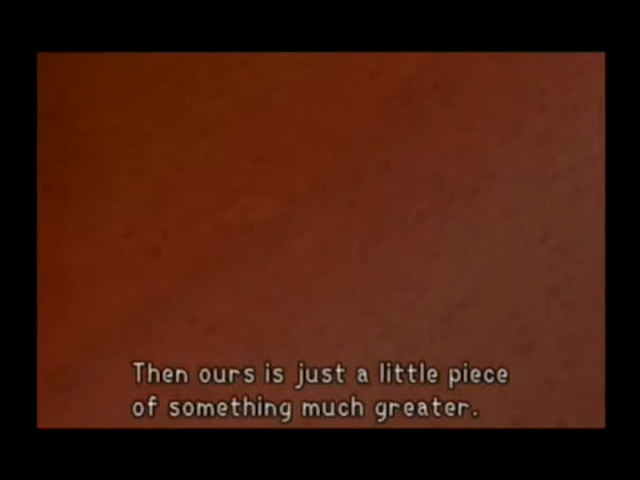 Then ours is just a little piece
of something much greater.